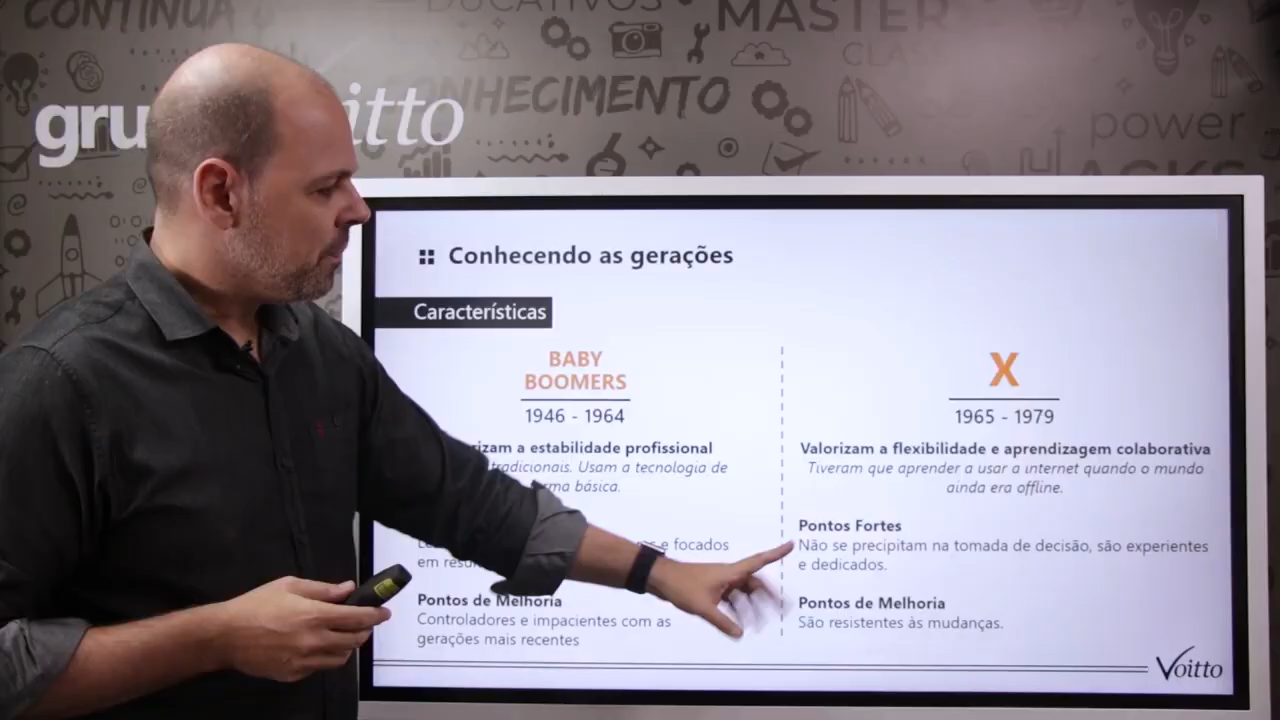 CONTINUA
DUCATIVOS
MASTER
CLASS
CONHECIMENTO
power
HACKS
gru
itto
Conhecendo as gerações
Características
BABY
BOOMERS
1946 - 1964
rizam a estabilidade profissional
tradicionais. Usam a tecnologia de
rma básica.
e focados
em
Pontos de Melhoria
Controladores e impacientes com as
gerações mais recentes
X
1965 - 1979
Valorizam a flexibilidade e aprendizagem colaborativa
Tiveram que aprender a usar a internet quando o mundo
ainda era offline.
Pontos Fortes
Não se precipitam na tomada de decisão, são experientes
e dedicados.
Pontos de Melhoria
São resistentes às mudanças.
Voitto